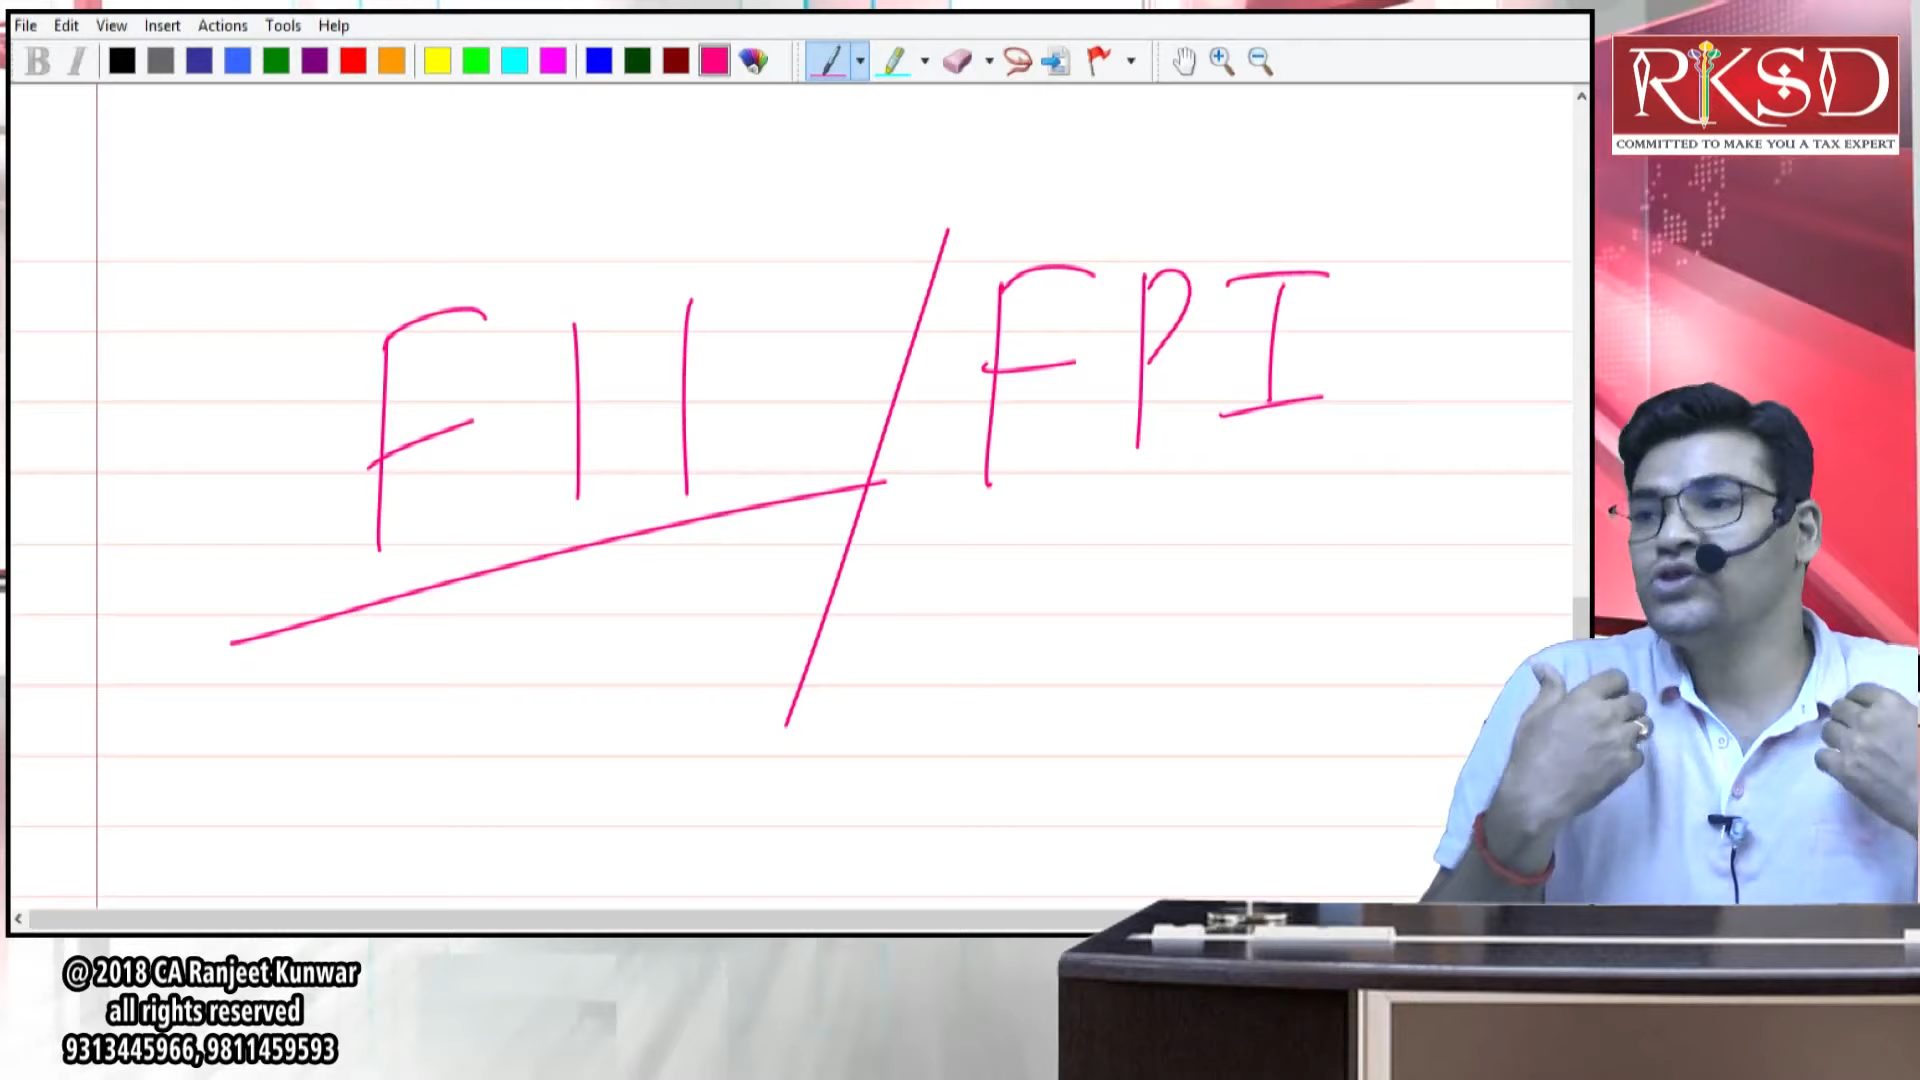 File Edit View Insert Actions Tools Help
B I
RKSD
COMMITTED TO MAKE YOU A TAX EXPERT
FII / FPI
@ 2018 CA Ranjeet Kunwar
all rights reserved
9313445966, 9811459593